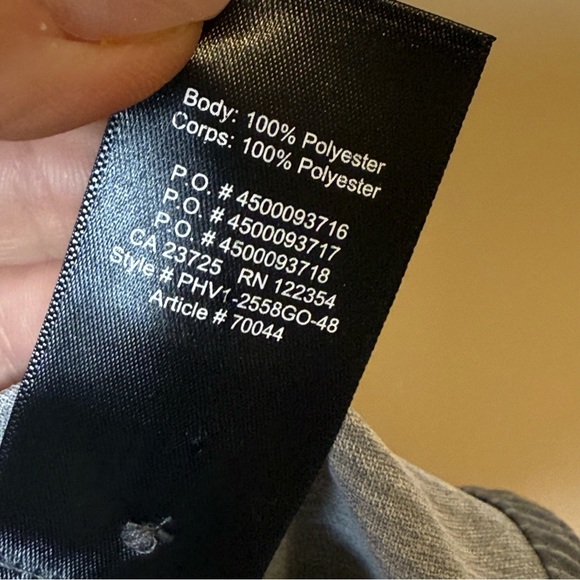 Body: 100% Polyester
Corps: 100% Polyester
P.O. # 4500093716
P.O. # 4500093717
P.O. # 4500093718
CA 23725 RN 122354
Style # PHV1-2558GO-48
Article # 70044